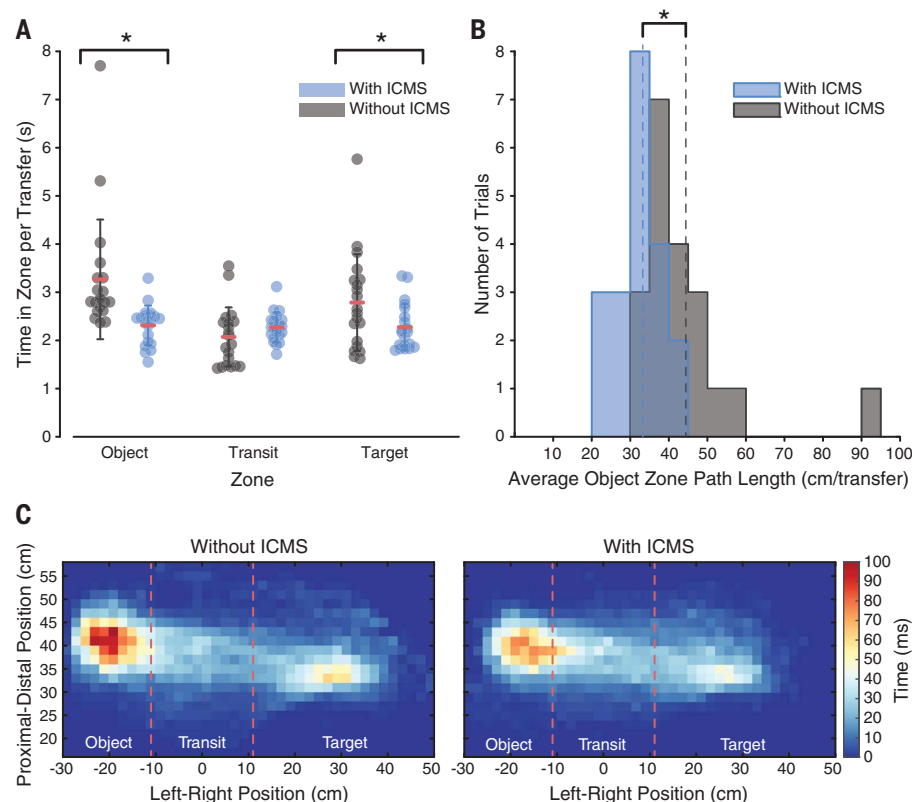 A
*
*
8
7
6
5
4
3
2
1
0
Time in Zone per Transfer (s)
With ICMS
Without ICMS
Object
Transit
Target
Zone
B
*
8
7
6
5
4
3
2
1
0
Number of Trials
With ICMS
Without ICMS
10 20 30 40 50 60 70 80 90 100
Average Object Zone Path Length (cm/transfer)
C
Without ICMS
55
50
45
40
35
30
25
20
Proximal-Distal Position (cm)
Object
Transit
Target
-30 -20 -10 0 10 20 30 40 50
Left-Right Position (cm)
With ICMS
Object
Transit
Target
-30 -20 -10 0 10 20 30 40 50
Left-Right Position (cm)
100
90
80
70
60
50
40
30
20
10
0
Time (ms)